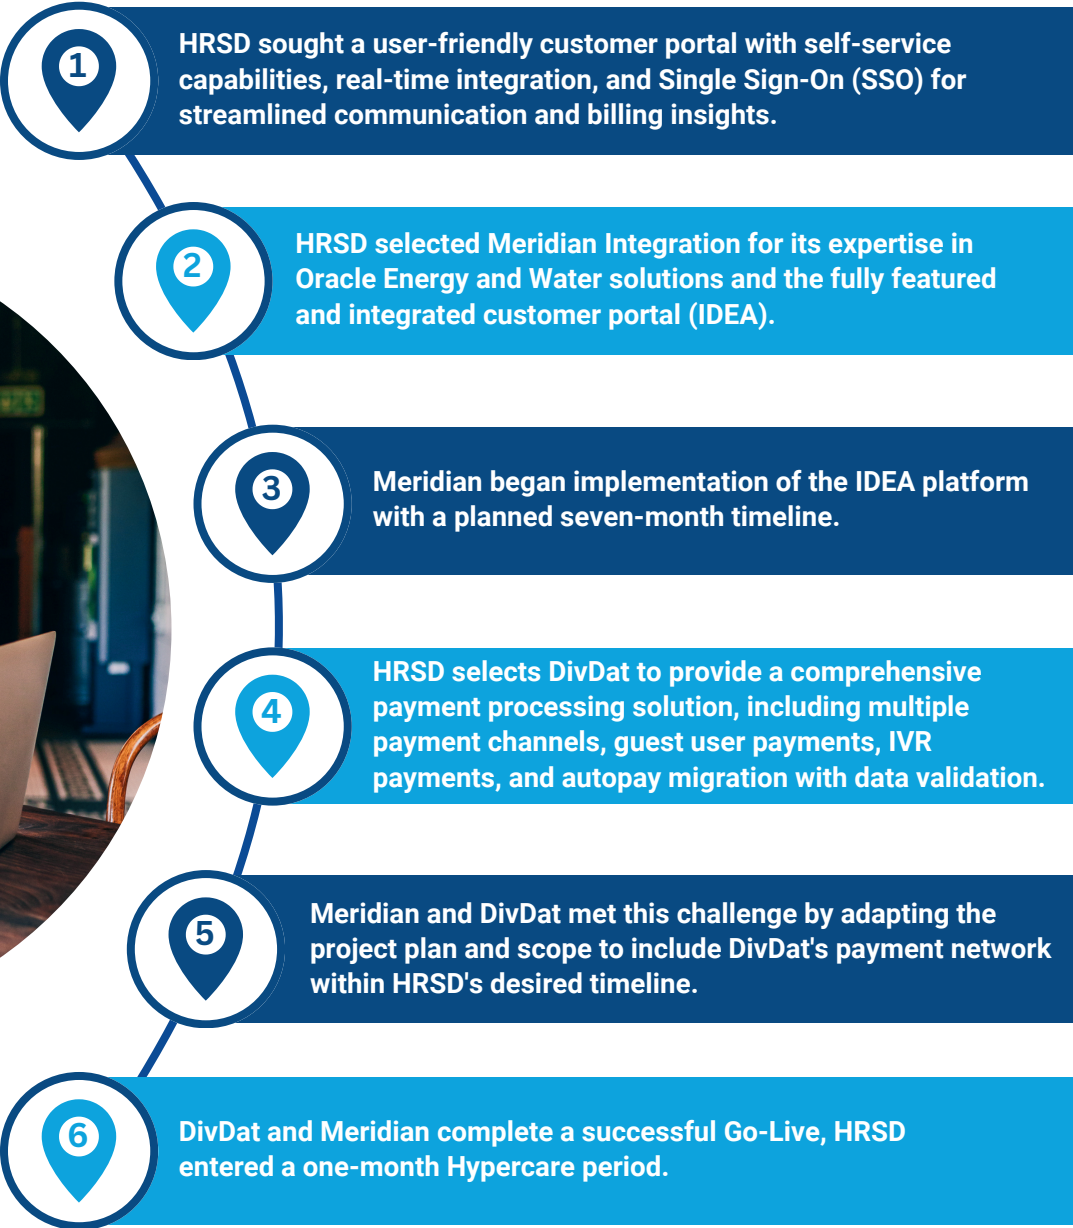 1
HRSD sought a user-friendly customer portal with self-service
capabilities, real-time integration, and Single Sign-On (SSO) for
streamlined communication and billing insights.
2
HRSD selected Meridian Integration for its expertise in
Oracle Energy and Water solutions and the fully featured
and integrated customer portal (IDEA).
3
Meridian began implementation of the IDEA platform
with a planned seven-month timeline.
4
HRSD selects DivDat to provide a comprehensive
payment processing solution, including multiple
payment channels, guest user payments, IVR
payments, and autopay migration with data validation.
5
Meridian and DivDat met this challenge by adapting the
project plan and scope to include DivDat's payment network
within HRSD's desired timeline.
6
DivDat and Meridian complete a successful Go-Live, HRSD
entered a one-month Hypercare period.